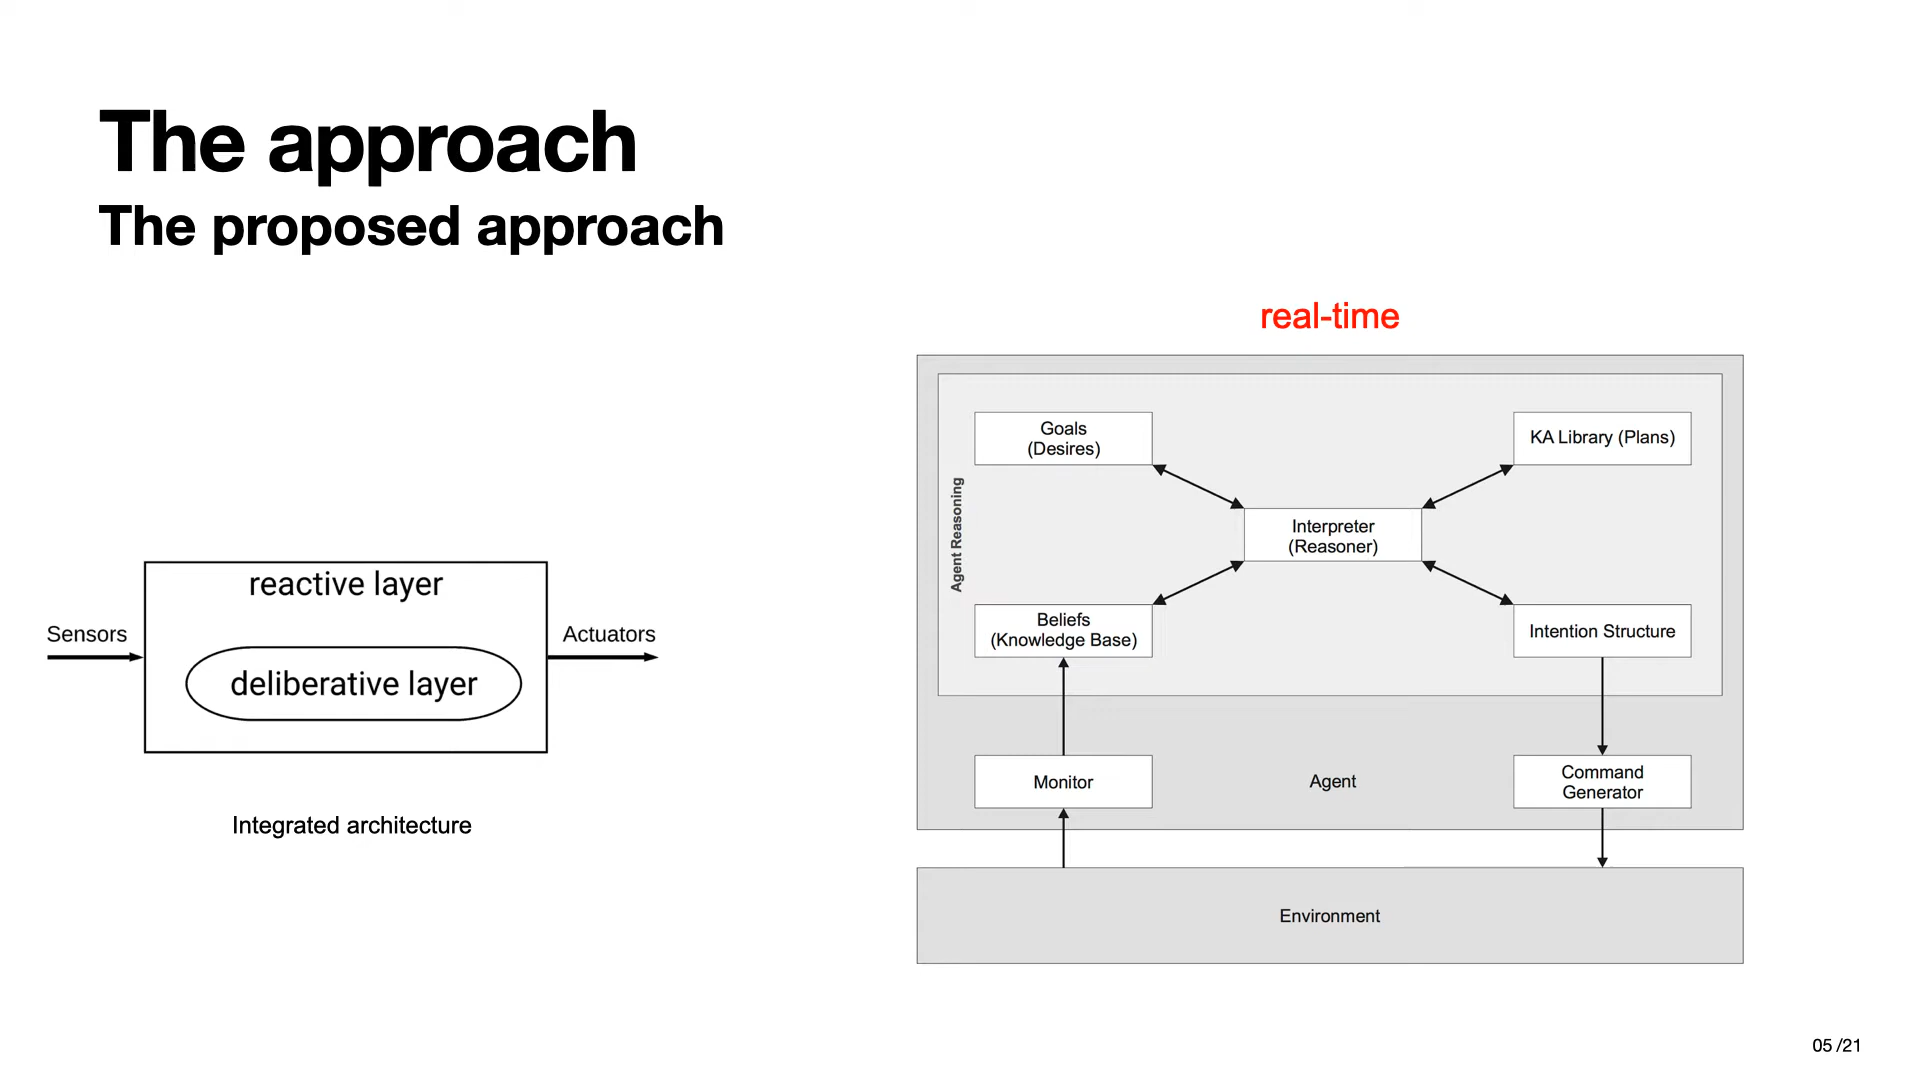 The approach
The proposed approach
reactive layer
Sensors
Actuators
deliberative layer
Integrated architecture
real-time
Goals
(Desires)
KA Library (Plans)
Agent Reasoning
Interpreter
(Reasoner)
Beliefs
(Knowledge Base)
Intention Structure
Monitor
Agent
Command
Generator
Environment
05 /21